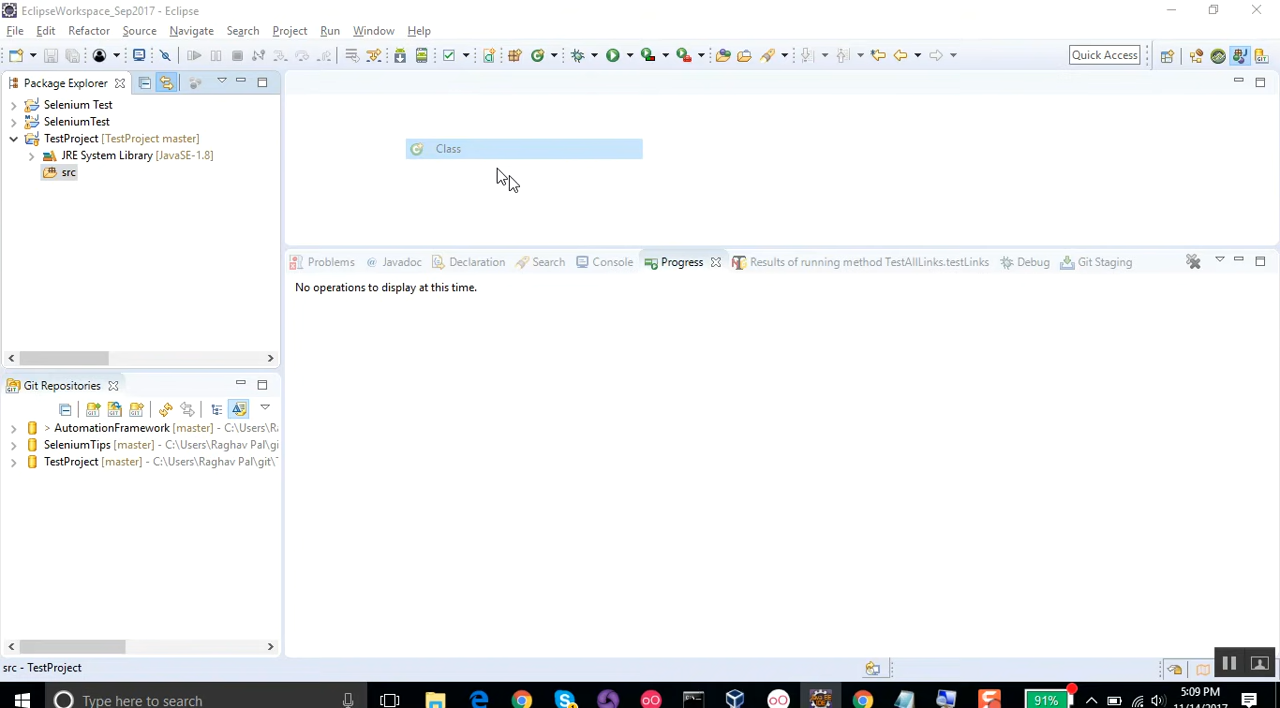 EclipseWorkspace_Sep2017 - Eclipse
File Edit Refactor Source Navigate Search Project Run Window Help
Quick Access
Package Explorer
Selenium Test
SeleniumTest
TestProject [TestProject master]
JRE System Library [JavaSE-1.8]
src
Class
Problems Javadoc Declaration Search Console Progress Results of running method TestAllLinks.testLinks Debug Git Staging
No operations to display at this time.
Git Repositories
> AutomationFramework [master] - C:\Users\Ra
SeleniumTips [master] - C:\Users\Raghav Pal\gi
TestProject [master] - C:\Users\Raghav Pal\git\
src - TestProject
Type here to search
91%
5:09 PM
11/14/2017